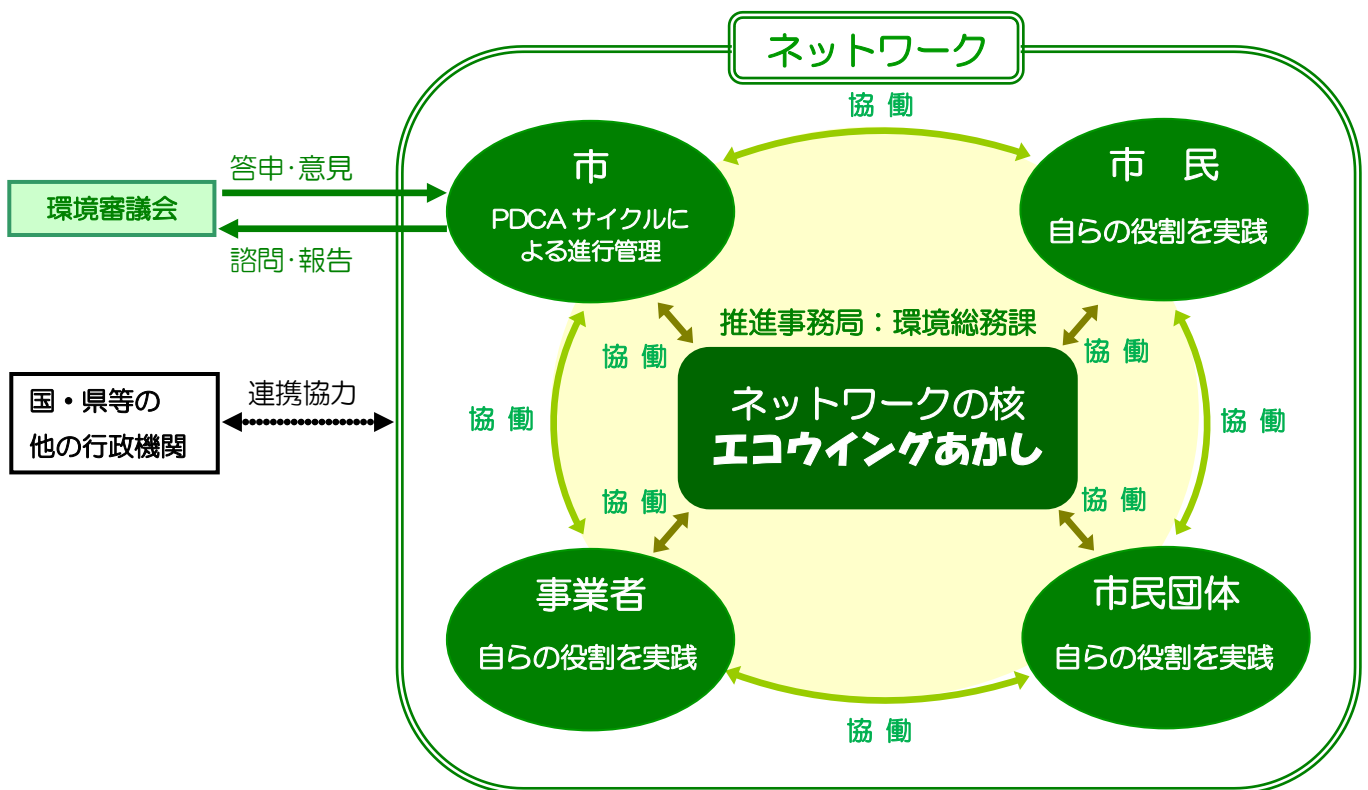 ネットワーク
協 働
市
PDCA サイクルに
よる進行管理
市 民
自らの役割を実践
答申・意見
環境審議会
諮問・報告
推進事務局：環境総務課
協 働
協 働
国・県等の
他の行政機関
連携協力
ネットワークの核
エコウイングあかし
協 働
協 働
協 働
協 働
事業者
自らの役割を実践
市民団体
自らの役割を実践
協 働